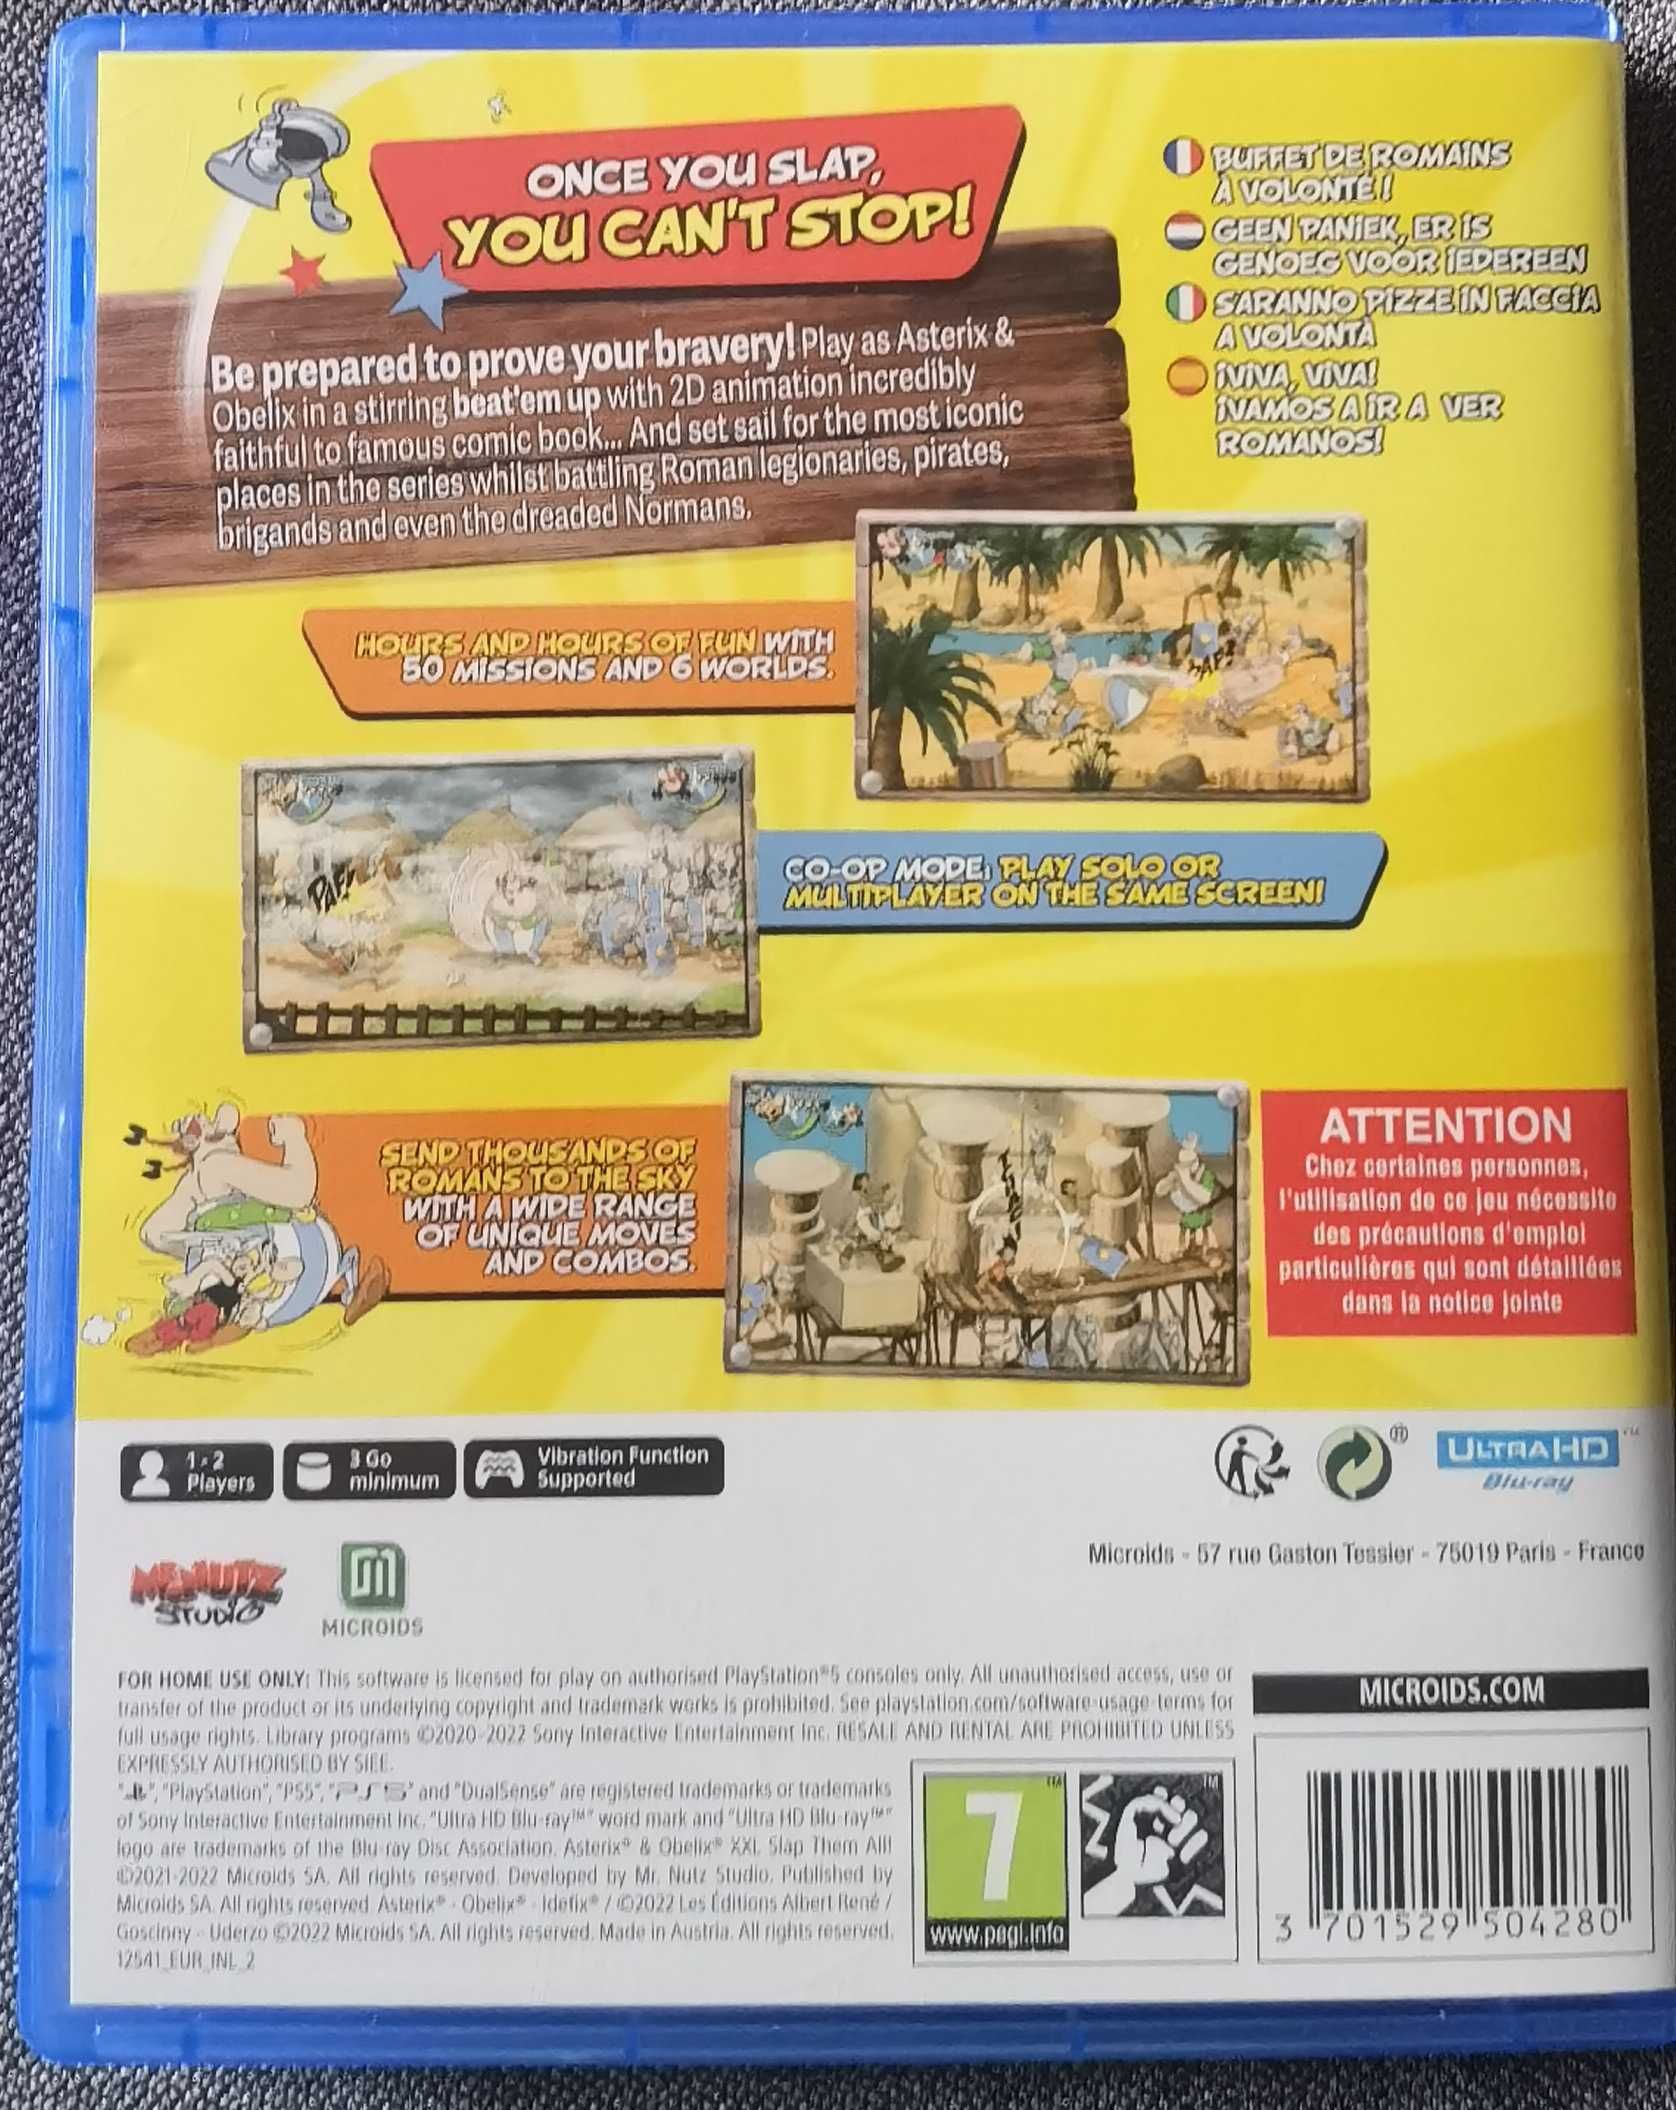 ONCE YOU SLAP,
YOU CAN'T STOP!
Be prepared to prove your bravery! Play as Asterix &
Obelix in a stirring beat'em up with 2D animation incredibly
faithful to famous comic book... And set sail for the most iconic
places in the series whilst battling Roman legionaries, pirates,
brigands and even the dreaded Normans.
BUFFET DE ROMAINS
À VOLONTÉ !
GEEN PANIEK, ER IS
GENOEG VOOR IEDEREEN
SARANNO PIZZE IN FACCIA
A VOLONTÀ
¡VIVA, VIVA!
¡VAMOS A IR A VER
ROMANOS!
HOURS AND HOURS OF FUN WITH
50 MISSIONS AND 6 WORLDS.
PAF!
CO-OP MODE: PLAY SOLO OR
MULTIPLAYER ON THE SAME SCREEN!
PAF!
SEND THOUSANDS OF
ROMANS TO THE SKY
WITH A WIDE RANGE
OF UNIQUE MOVES
AND COMBOS.
ATTENTION
Chez certaines personnes,
l'utilisation de ce jeu nécessite
des précautions d'emploi
particulières qui sont détaillées
dans la notice jointe
1-2
Players
3 Go
minimum
Vibration Function
Supported
ULTRA HD
Blu-ray
Microids - 57 rue Gaston Tessier - 75019 Paris - France
MR NUTZ
STUDIO
MICROIDS
FOR HOME USE ONLY: This software is licensed for play on authorised PlayStation®5 consoles only. All unauthorised access, use or
transfer of the product or its underlying copyright and trademark works is prohibited. See playstation.com/software-usage-terms for
full usage rights. Library programs ©2020-2022 Sony Interactive Entertainment Inc. RESALE AND RENTAL ARE PROHIBITED UNLESS
EXPRESSLY AUTHORISED BY SIEE.
"PlayStation", "PS5", "PS5" and "DualSense" are registered trademarks or trademarks
of Sony Interactive Entertainment Inc. "Ultra HD Blu-ray™" word mark and "Ultra HD Blu-ray™"
logo are trademarks of the Blu-ray Disc Association. Asterix® & Obelix® XXL Slap Them All!
©2021-2022 Microids SA. All rights reserved. Developed by Mr. Nutz Studio. Published by
Microids SA. All rights reserved. Asterix® - Obelix® - Idefix® / ©2022 Les Éditions Albert René /
Goscinny - Uderzo ©2022 Microids SA. All rights reserved. Made in Austria. All rights reserved.
12541_EUR_INL_2
7
www.pegi.info
MICROIDS.COM
3 701529 504280